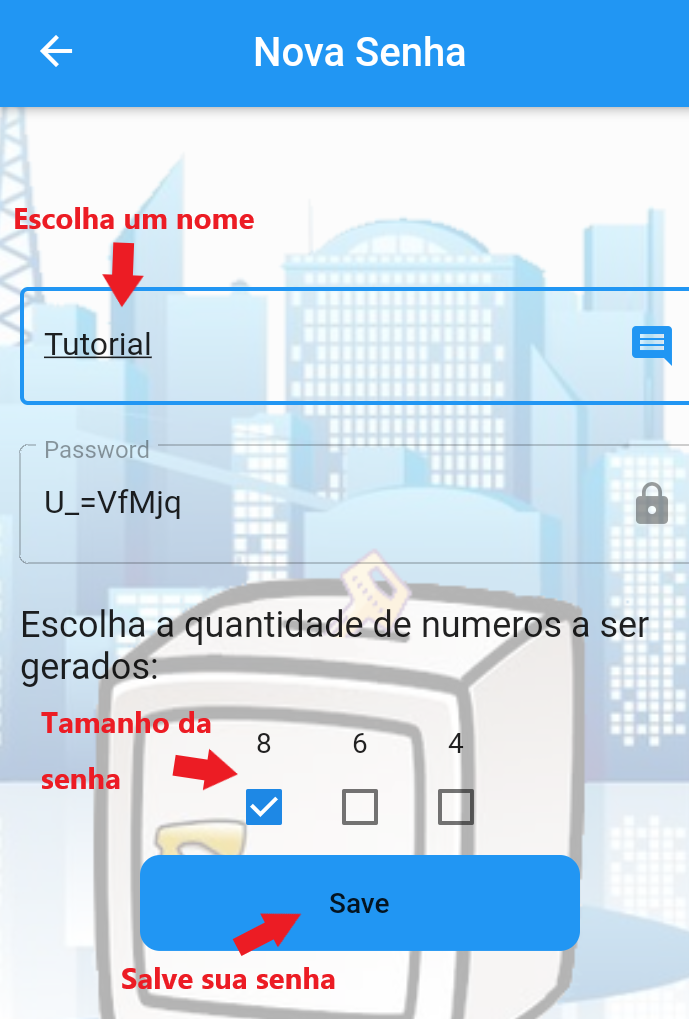 Nova Senha
Escolha um nome
Tutorial
Password
U_=VfMjq
Escolha a quantidade de numeros a ser
gerados:
Tamanho da
senha
8 6 4
Save
Salve sua senha